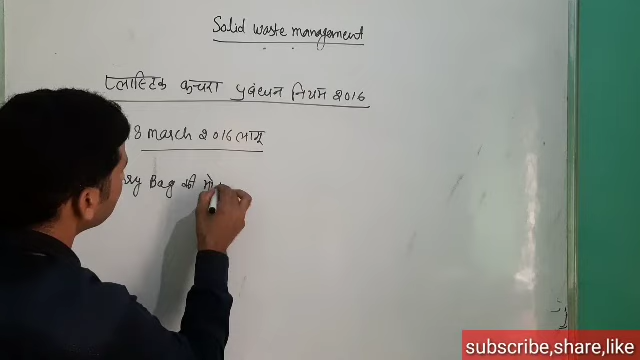 Solid waste management
प्लास्टिक कचरा प्रबंधन नियम 2016
8 march 2016 लागू
Bag की मो
subscribe,share,like